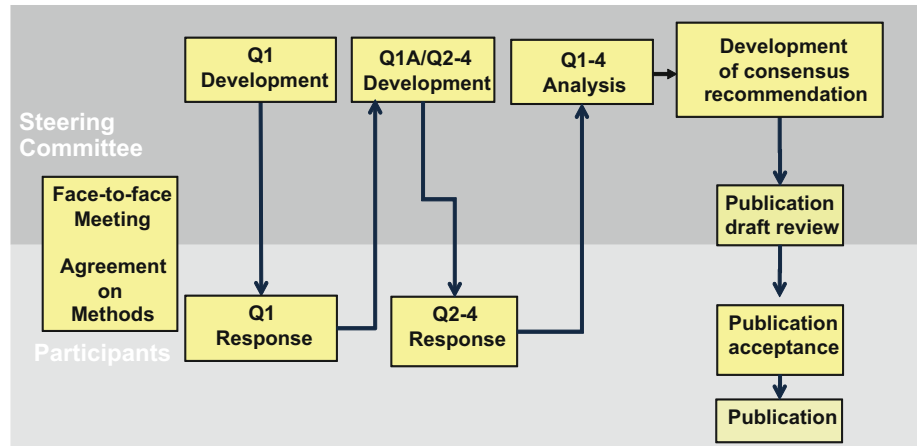 Q1
Development
Q1A/Q2-4
Development
Q1-4
Analysis
Development
of consensus
recommendation
Steering
Committee
Face-to-face
Meeting
Agreement
on
Methods
Publication
draft review
Q1
Response
Q2-4
Response
Publication
acceptance
Participants
Publication